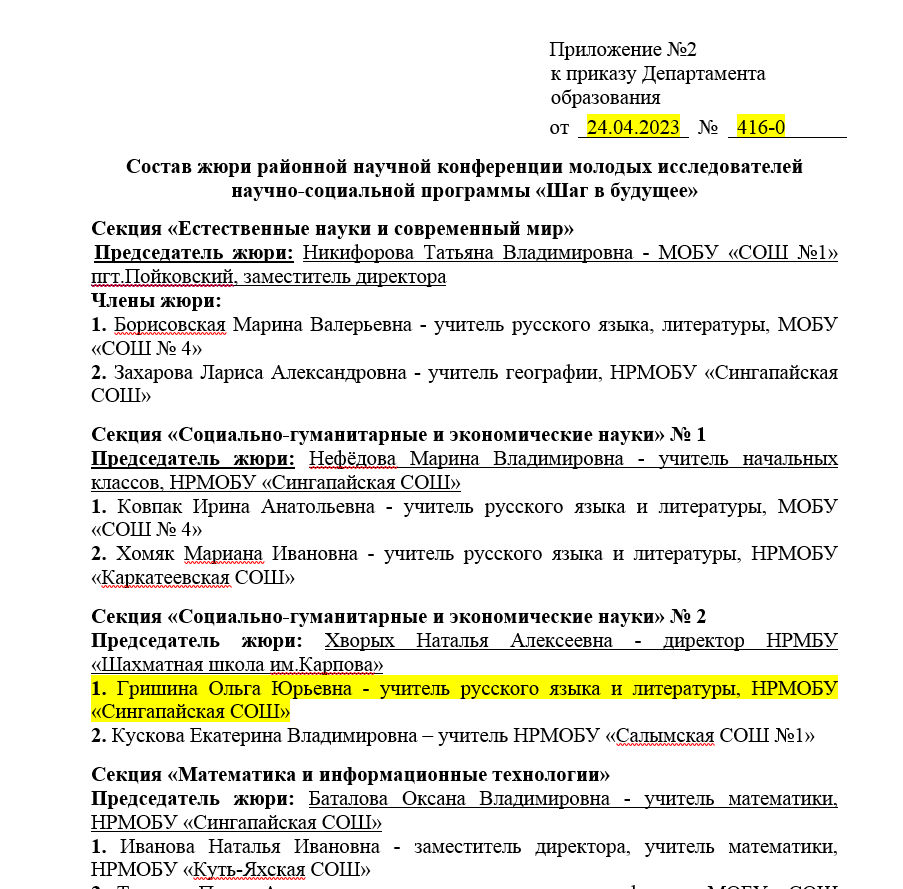 Приложение №2
к приказу Департамента
образования
от 24.04.2023 № 416-0
Состав жюри районной научной конференции молодых исследователей
научно-социальной программы «Шаг в будущее»
Секция «Естественные науки и современный мир»
Председатель жюри: Никифорова Татьяна Владимировна - МОБУ «СОШ №1»
пгт.Пойковский, заместитель директора
Члены жюри:
1. Борисовская Марина Валерьевна - учитель русского языка, литературы, МОБУ
«СОШ № 4»
2. Захарова Лариса Александровна - учитель географии, НРМОБУ «Сингапайская
СОШ»
Секция «Социально-гуманитарные и экономические науки» № 1
Председатель жюри: Нефёдова Марина Владимировна - учитель начальных
классов, НРМОБУ «Сингапайская СОШ»
1. Ковпак Ирина Анатольевна - учитель русского языка и литературы, МОБУ
«СОШ № 4»
2. Хомяк Мариана Ивановна - учитель русского языка и литературы, НРМОБУ
«Каркатеевская СОШ»
Секция «Социально-гуманитарные и экономические науки» № 2
Председатель жюри: Хворых Наталья Алексеевна - директор НРМБУ
«Шахматная школа им.Карпова»
1. Гришина Ольга Юрьевна - учитель русского языка и литературы, НРМОБУ
«Сингапайская СОШ»
2. Кускова Екатерина Владимировна – учитель НРМОБУ «Салымская СОШ №1»
Секция «Математика и информационные технологии»
Председатель жюри: Баталова Оксана Владимировна - учитель математики,
НРМОБУ «Сингапайская СОШ»
1. Иванова Наталья Ивановна - заместитель директора, учитель математики,
НРМОБУ «Куть-Яхская СОШ»